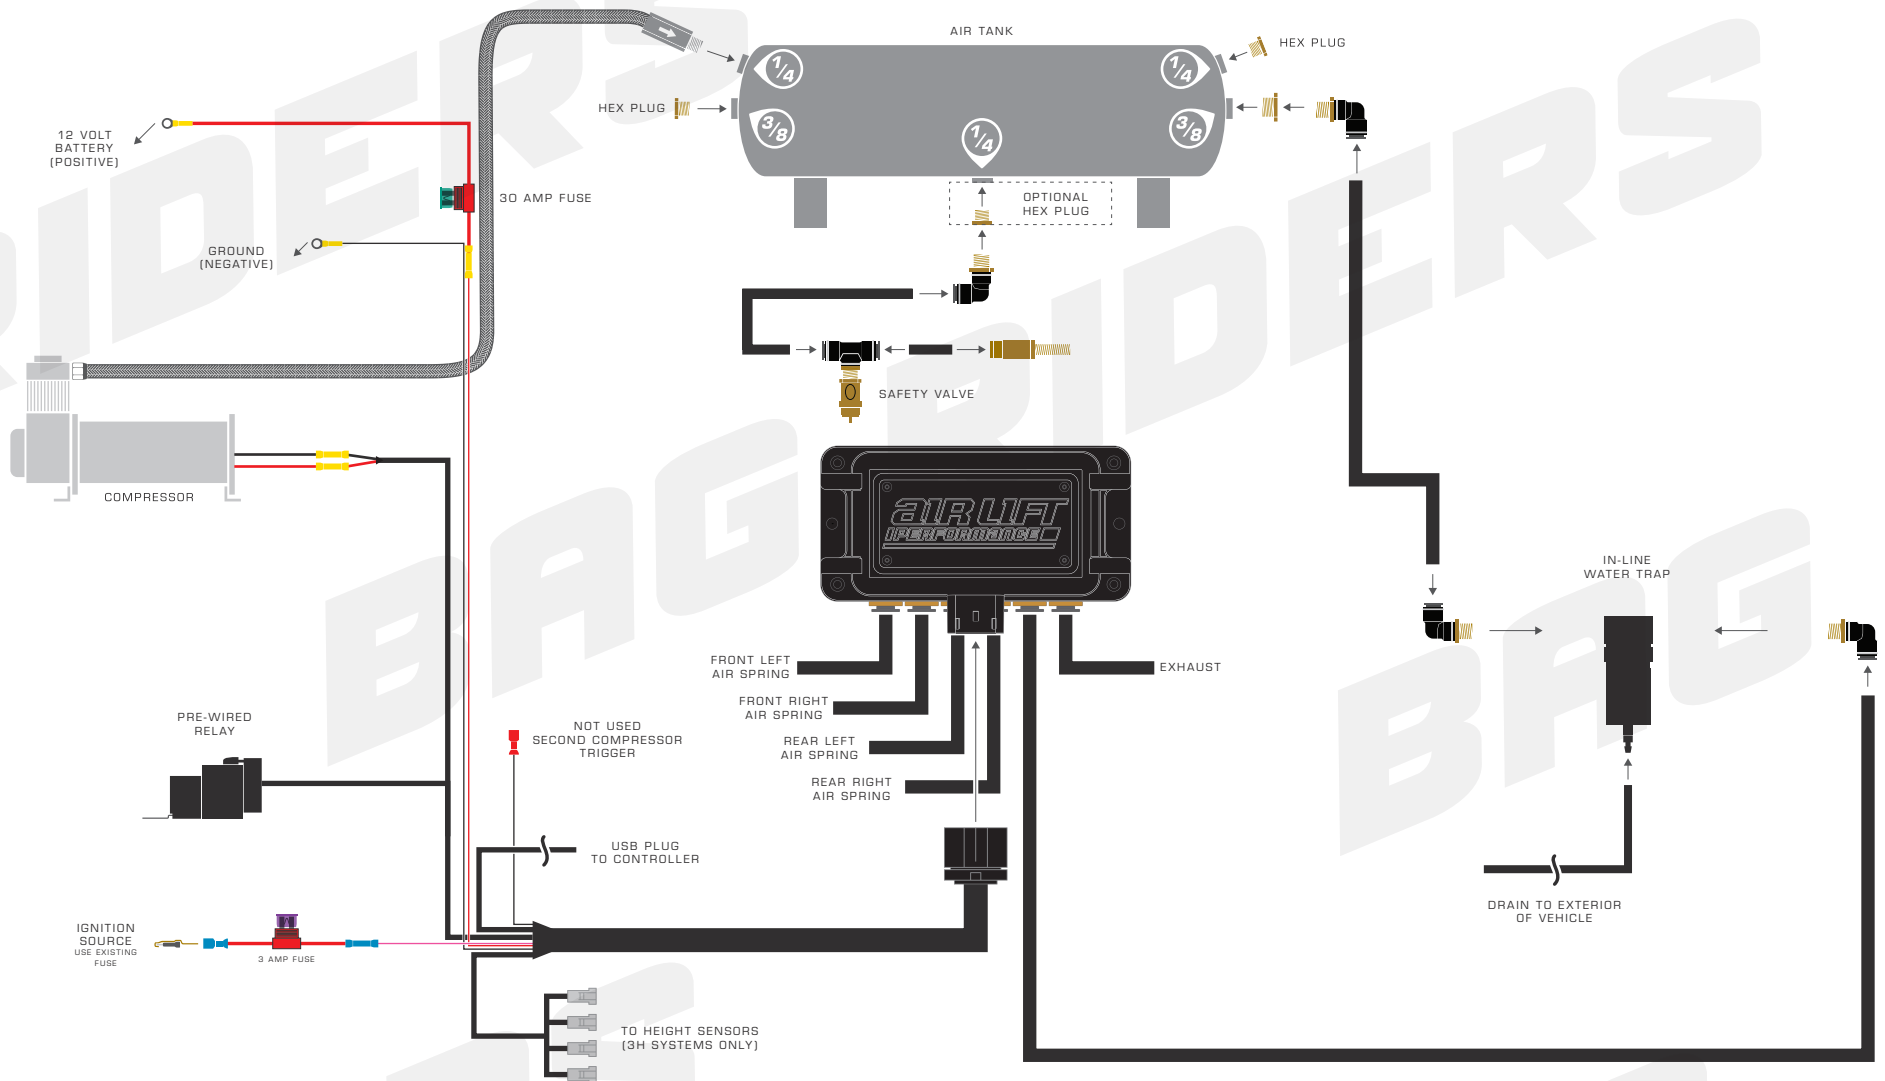 AIR TANK
HEX PLUG
HEX PLUG
1/4
1/4
3/8
3/8
1/4
12 VOLT
BATTERY
(POSITIVE)
30 AMP FUSE
OPTIONAL
HEX PLUG
GROUND
(NEGATIVE)
SAFETY VALVE
COMPRESSOR
AIR LIFT
PERFORMANCE
IN-LINE
WATER TRAP
FRONT LEFT
AIR SPRING
EXHAUST
FRONT RIGHT
AIR SPRING
REAR LEFT
AIR SPRING
REAR RIGHT
AIR SPRING
PRE-WIRED
RELAY
NOT USED
SECOND COMPRESSOR
TRIGGER
USB PLUG
TO CONTROLLER
DRAIN TO EXTERIOR
OF VEHICLE
IGNITION
SOURCE
USE EXISTING
FUSE
3 AMP FUSE
TO HEIGHT SENSORS
(3H SYSTEMS ONLY)
RIDERS
BAG RIDERS
BAG